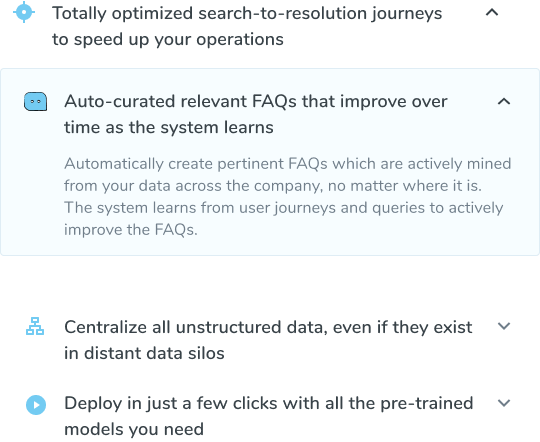 Totally optimized search-to-resolution journeys
to speed up your operations
Auto-curated relevant FAQs that improve over
time as the system learns
Automatically create pertinent FAQs which are actively mined
from your data across the company, no matter where it is.
The system learns from user journeys and queries to actively
improve the FAQs.
Centralize all unstructured data, even if they exist
in distant data silos
Deploy in just a few clicks with all the pre-trained
models you need